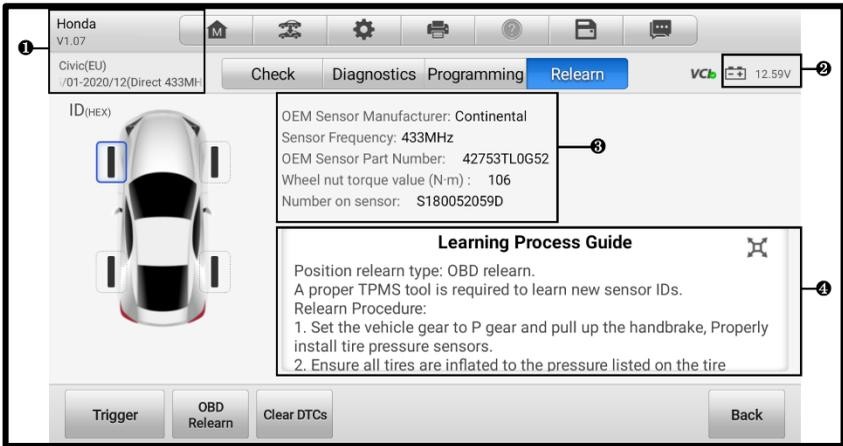 Honda
V1.07
M
❶
Civic(EU)
/01-2020/12(Direct 433MH
Check
Diagnostics
Programming
Relearn
VCI
12.59V
❷
ID(HEX)
OEM Sensor Manufacturer: Continental
Sensor Frequency: 433MHz
OEM Sensor Part Number: 42753TL0G52
Wheel nut torque value (N·m) : 106
Number on sensor: S180052059D
❸
Learning Process Guide
Position relearn type: OBD relearn.
A proper TPMS tool is required to learn new sensor IDs.
❹
Relearn Procedure:
1. Set the vehicle gear to P gear and pull up the handbrake, Properly
install tire pressure sensors.
2. Ensure all tires are inflated to the pressure listed on the tire
Trigger
OBD
Relearn
Clear DTCs
Back